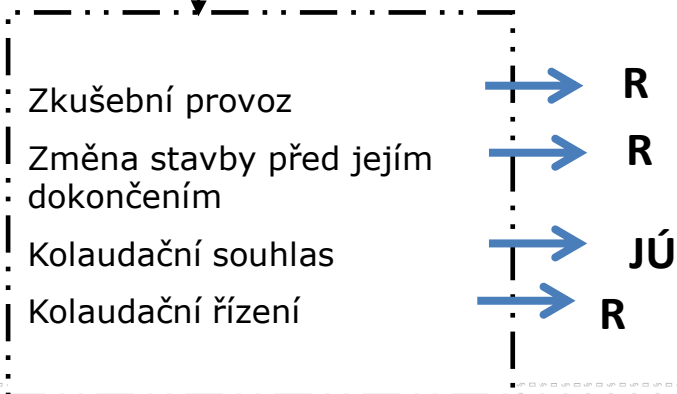 Zkušební provoz R
Změna stavby před jejím R
dokončením
Kolaudační souhlas JÚ
Kolaudační řízení R